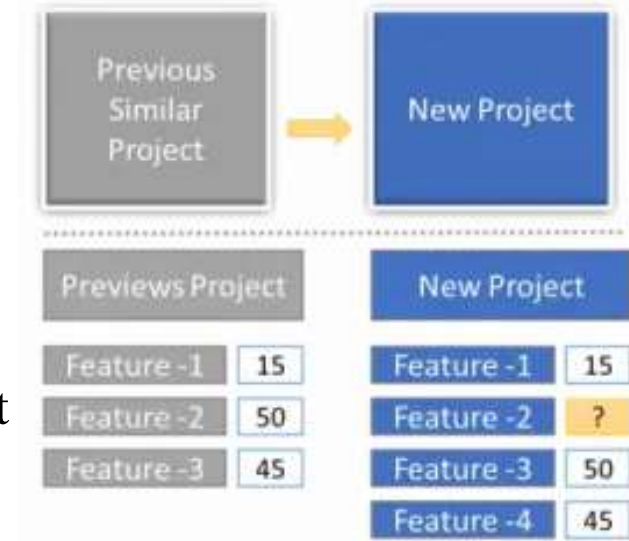 Previous
Similar
Project
New Project
Previews Project
New Project
Feature -1 15
Feature -1 15
Feature -2 50
Feature -2 ?
Feature -3 45
Feature -3 50
Feature -4 45
t